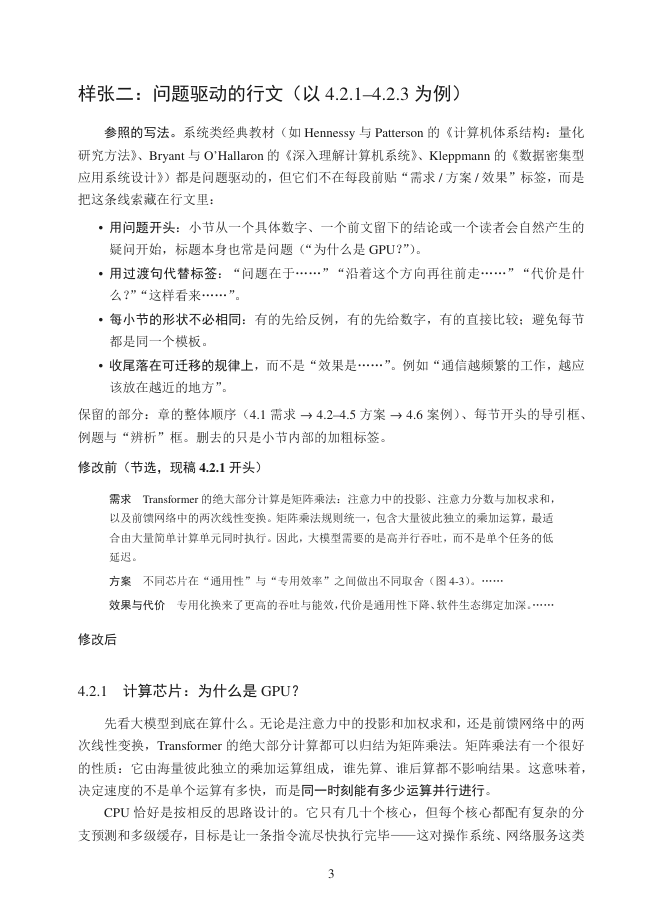 样张二：问题驱动的行文（以 4.2.1–4.2.3 为例）
参照的写法。系统类经典教材（如 Hennessy 与 Patterson 的《计算机体系结构：量化
研究方法》、Bryant 与 O’Hallaron 的《深入理解计算机系统》、Kleppmann 的《数据密集型
应用系统设计》）都是问题驱动的，但它们不在每段前贴“需求 / 方案 / 效果”标签，而是
把这条线索藏在行文里：
• 用问题开头：小节从一个具体数字、一个前文留下的结论或一个读者会自然产生的
疑问开始，标题本身也常是问题（“为什么是 GPU？”）。
• 用过渡句代替标签：“问题在于……”“沿着这个方向再往前走……”“代价是什
么？”“这样看来……”。
• 每小节的形状不必相同：有的先给反例，有的先给数字，有的直接比较；避免每节
都是同一个模板。
• 收尾落在可迁移的规律上，而不是“效果是……”。例如“通信越频繁的工作，越应
该放在越近的地方”。
保留的部分：章的整体顺序（4.1 需求 → 4.2–4.5 方案 → 4.6 案例）、每节开头的导引框、
例题与“辨析”框。删去的只是小节内部的加粗标签。
修改前（节选，现稿 4.2.1 开头）
需求 Transformer 的绝大部分计算是矩阵乘法：注意力中的投影、注意力分数与加权求和，
以及前馈网络中的两次线性变换。矩阵乘法规则统一，包含大量彼此独立的乘加运算，最适
合由大量简单计算单元同时执行。因此，大模型需要的是高并行吞吐，而不是单个任务的低
延迟。
方案 不同芯片在“通用性”与“专用效率”之间做出不同取舍（图 4-3）。……
效果与代价 专用化换来了更高的吞吐与能效，代价是通用性下降、软件生态绑定加深。……
修改后
4.2.1 计算芯片：为什么是 GPU？
先看大模型到底在算什么。无论是注意力中的投影和加权求和，还是前馈网络中的两
次线性变换，Transformer 的绝大部分计算都可以归结为矩阵乘法。矩阵乘法有一个很好
的性质：它由海量彼此独立的乘加运算组成，谁先算、谁后算都不影响结果。这意味着，
决定速度的不是单个运算有多快，而是同一时刻能有多少运算并行进行。
CPU 恰好是按相反的思路设计的。它只有几十个核心，但每个核心都配有复杂的分
支预测和多级缓存，目标是让一条指令流尽快执行完毕——这对操作系统、网络服务这类
3